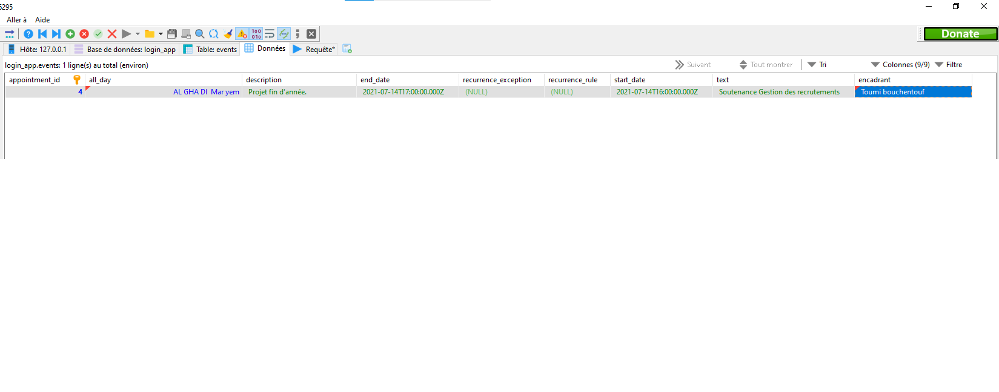 6295
Aller à Aide
Donate
Hôte: 127.0.0.1 Base de données: login_app Table: events Données Requête*
login_app.events: 1 ligne(s) au total (environ) Suivant Tout montrer Tri Colonnes (9/9) Filtre
appointment_id all_day description end_date recurrence_exception recurrence_rule start_date text encadrant
4 AL GHA DI Mar yem Projet fin d'année. 2021-07-14T17:00:00.000Z (NULL) (NULL) 2021-07-14T16:00:00.000Z Soutenance Gestion des recrutements Toumi bouchentouf